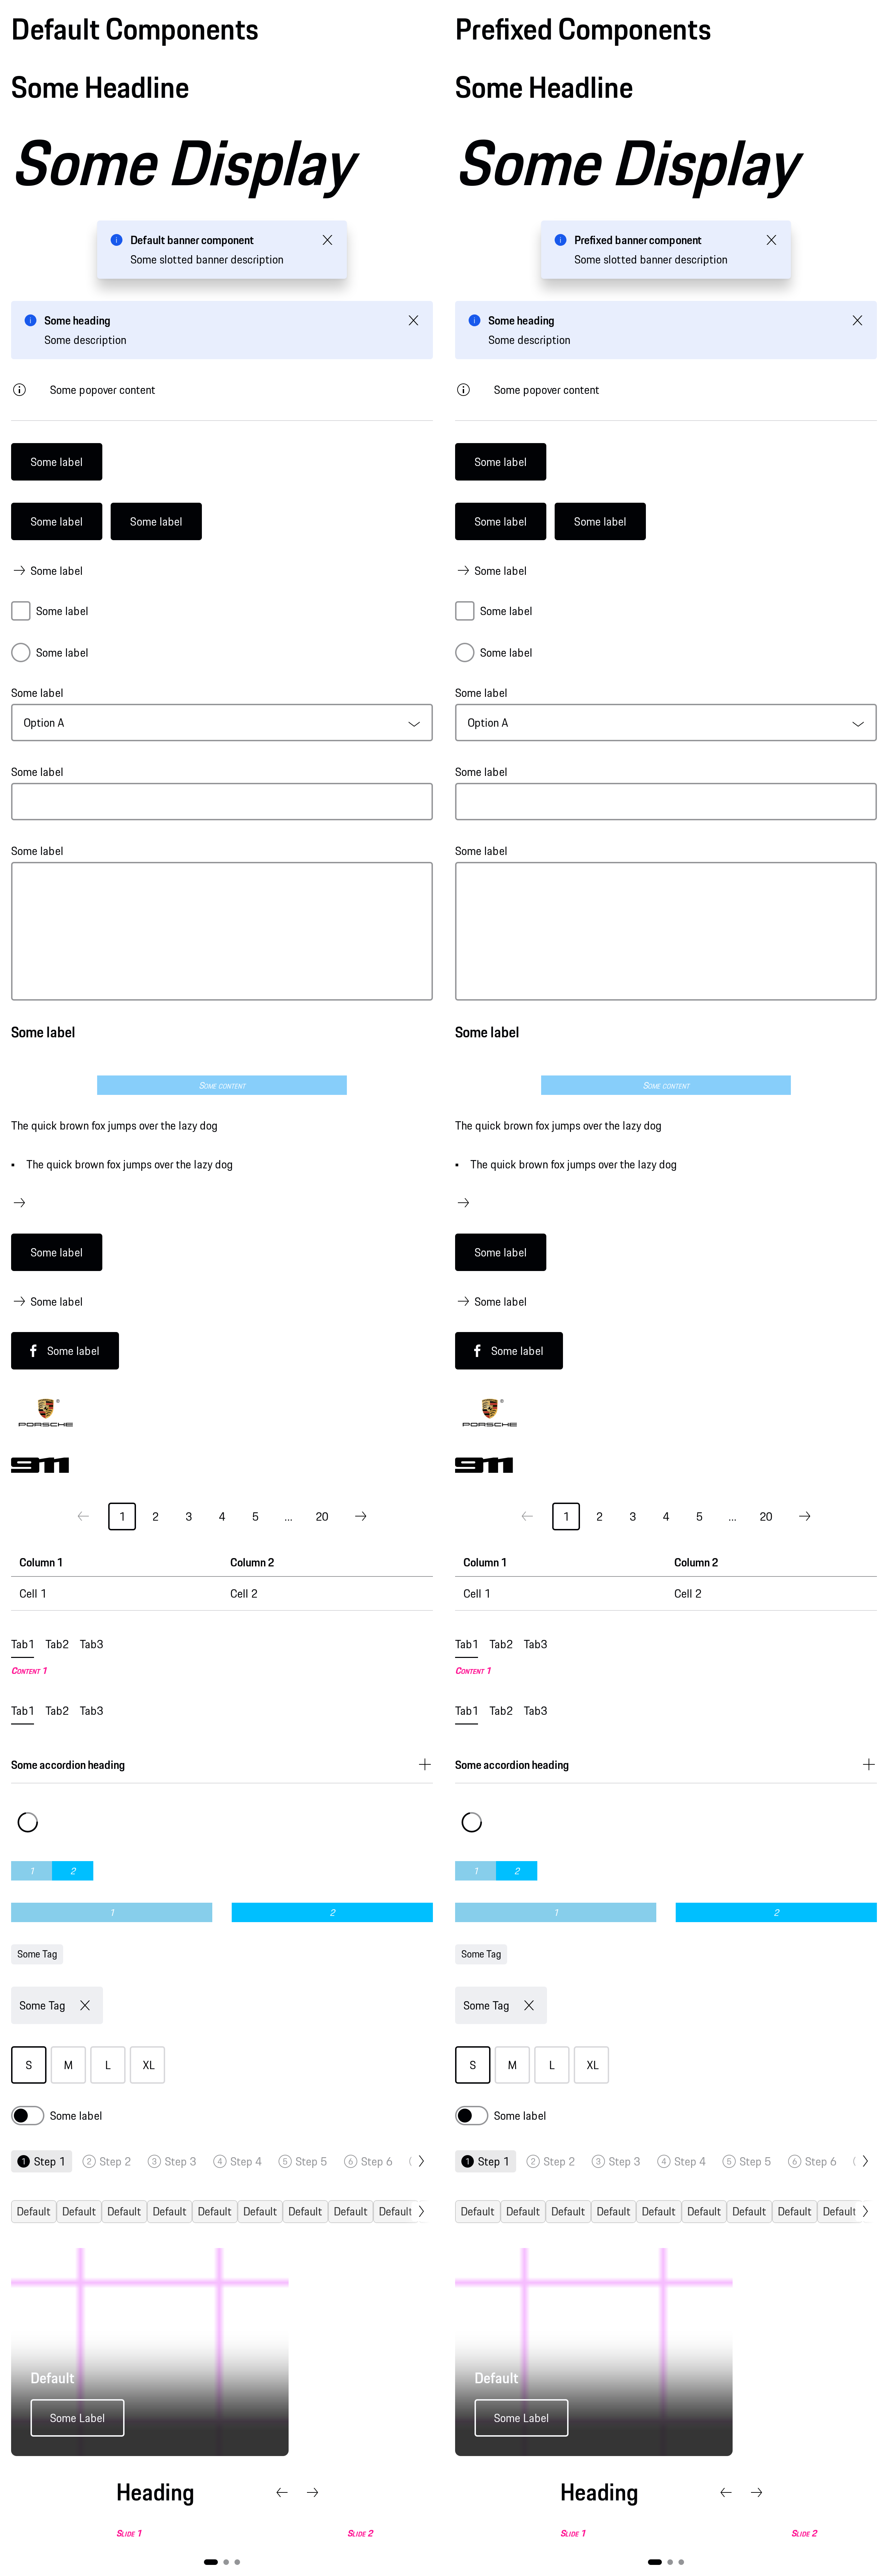 Default Components
Some Headline
Some Display
Default banner component
Some slotted banner description
Some heading
Some description
Some popover content
Some label
Some label Some label
Some label
Some label
Some label
Some label
Option A
Some label
Some label
Some label
Some content
The quick brown fox jumps over the lazy dog
• The quick brown fox jumps over the lazy dog
Some label
Some label
Some label
PORSCHE
911
1 2 3 4 5 ... 20
Column 1 Column 2
Cell 1 Cell 2
Tab1 Tab2 Tab3
Content 1
Tab1 Tab2 Tab3
Some accordion heading
1 2
1 2
Some Tag
Some Tag
S M L XL
Some label
1 Step 1 2 Step 2 3 Step 3 4 Step 4 5 Step 5 6 Step 6
Default Default Default Default Default Default Default Default Default
Default
Some Label
Heading
Slide 1 Slide 2
Prefixed Components
Some Headline
Some Display
Prefixed banner component
Some slotted banner description
Some heading
Some description
Some popover content
Some label
Some label Some label
Some label
Some label
Some label
Some label
Option A
Some label
Some label
Some label
Some content
The quick brown fox jumps over the lazy dog
• The quick brown fox jumps over the lazy dog
Some label
Some label
Some label
PORSCHE
911
1 2 3 4 5 ... 20
Column 1 Column 2
Cell 1 Cell 2
Tab1 Tab2 Tab3
Content 1
Tab1 Tab2 Tab3
Some accordion heading
1 2
1 2
Some Tag
Some Tag
S M L XL
Some label
1 Step 1 2 Step 2 3 Step 3 4 Step 4 5 Step 5 6 Step 6
Default Default Default Default Default Default Default Default Default
Default
Some Label
Heading
Slide 1 Slide 2